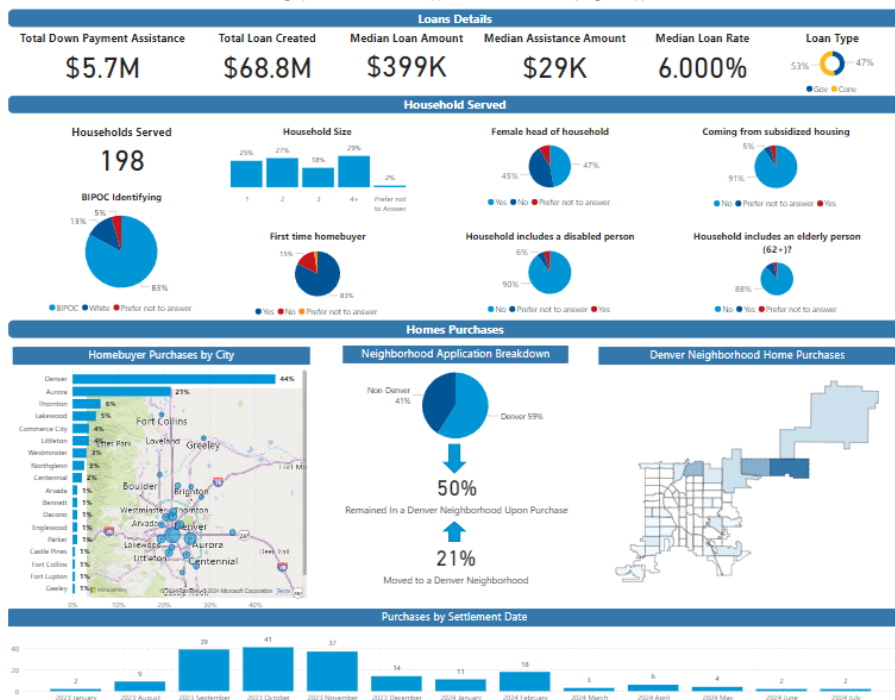 Loans Details
Total Down Payment Assistance
$5.7M
Total Loan Created
$68.8M
Median Loan Amount
$399K
Median Assistance Amount
$29K
Median Loan Rate
6.000%
Loan Type
53%
47%
Gov Conv
Household Served
Households Served
198
BIPOC Identifying
5%
13%
83%
BIPOC White Prefer not to answer
Household Size
25%
27%
18%
29%
2%
1
2
3
4+
Prefer not
to Answer
First time homebuyer
15%
83%
Yes No Prefer to answer
Female head of household
47%
45%
Yes No Prefer not to answer
Household includes a disabled person
6%
90%
No Prefer not to answer Yes
Coming from subsidized housing
5%
91%
No Prefer not to answer Yes
Household includes an elderly person
(62+)?
88%
No Yes Prefer not to answer
Homes Purchases
Homebuyer Purchases by City
Denver 44%
Aurora 21%
Thornton 6%
Lakewood 5%
Commerce City 4%
Littleton 4%
Westminster 3%
Northglenn 3%
Centennial 2%
Arvada 1%
Bennett 1%
Dacono 1%
Englewood 1%
Parker 1%
Castle Pines 1%
Fort Collins 1%
Fort Lupton 1%
Greeley 1%
0% 10% 20% 30% 40%
Fort Collins
Loveland
Greeley
Boulder
Brighton
Westminster
Thornton
Arvada
Denver
Lakewood
Aurora
Littleton
Centennial
Deer Trail
Neighborhood Application Breakdown
Non-Denver
41%
Denver 59%
50%
Remained In a Denver Neighborhood Upon Purchase
21%
Moved to a Denver Neighborhood
Denver Neighborhood Home Purchases
Purchases by Settlement Date
40
20
0
2
9
39
41
37
14
11
18
3
6
4
2
2
2023 January
2023 August
2023 September
2023 October
2023 November
2023 December
2024 January
2024 February
2024 March
2024 April
2024 May
2024 June
2024 July